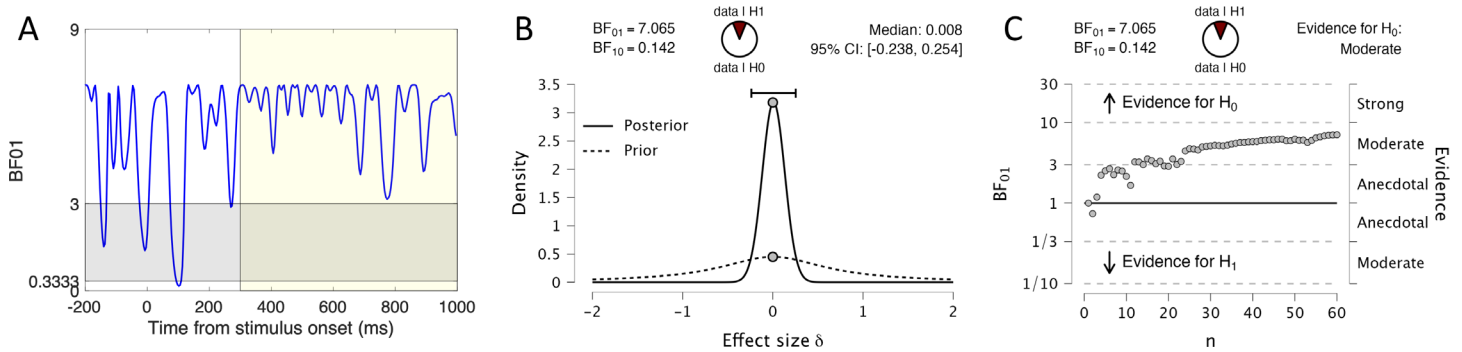 A
9
3
0.3333
0
BF01
-200
0
200
400
600
800
1000
Time from stimulus onset (ms)
B
BF01 = 7.065
BF10 = 0.142
data | H1
data | H0
Median: 0.008
95% CI: [-0.238, 0.254]
3.5
3
2.5
2
1.5
1
0.5
0
Density
Posterior
Prior
−2
−1
0
1
2
Effect size δ
C
BF01 = 7.065
BF10 = 0.142
data | H1
data | H0
Evidence for H0:
Moderate
30
10
3
1
1/3
1/10
BF01
Evidence for H0
Evidence for H1
Strong
Moderate
Anecdotal
Anecdotal
Moderate
Evidence
0
10
20
30
40
50
60
n